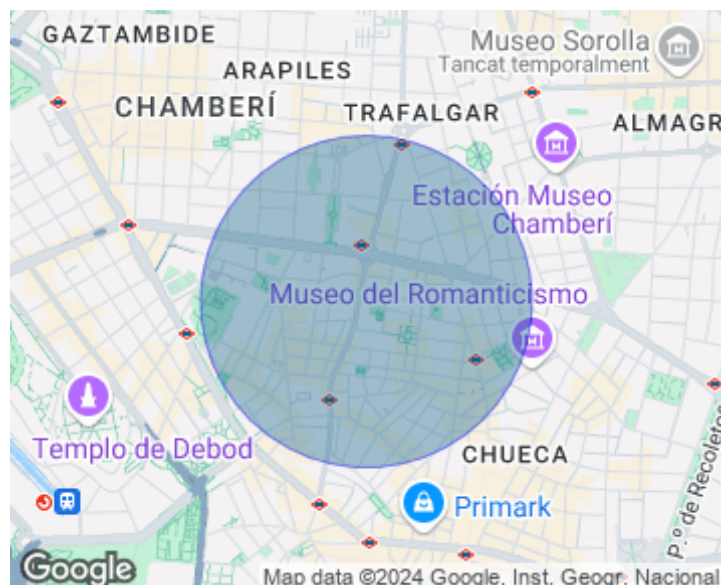 GAZTAMBIDE
Museo Sorolla
Tancat temporalment
ARAPILES
CHAMBERÍ
TRAFALGAR
ALMAGR
Estación Museo
Chamberí
Museo del Romanticismo
Templo de Debod
CHUECA
Primark
P.º de Recoletos
Google
Map data ©2024 Google, Inst. Geogr. Nacional